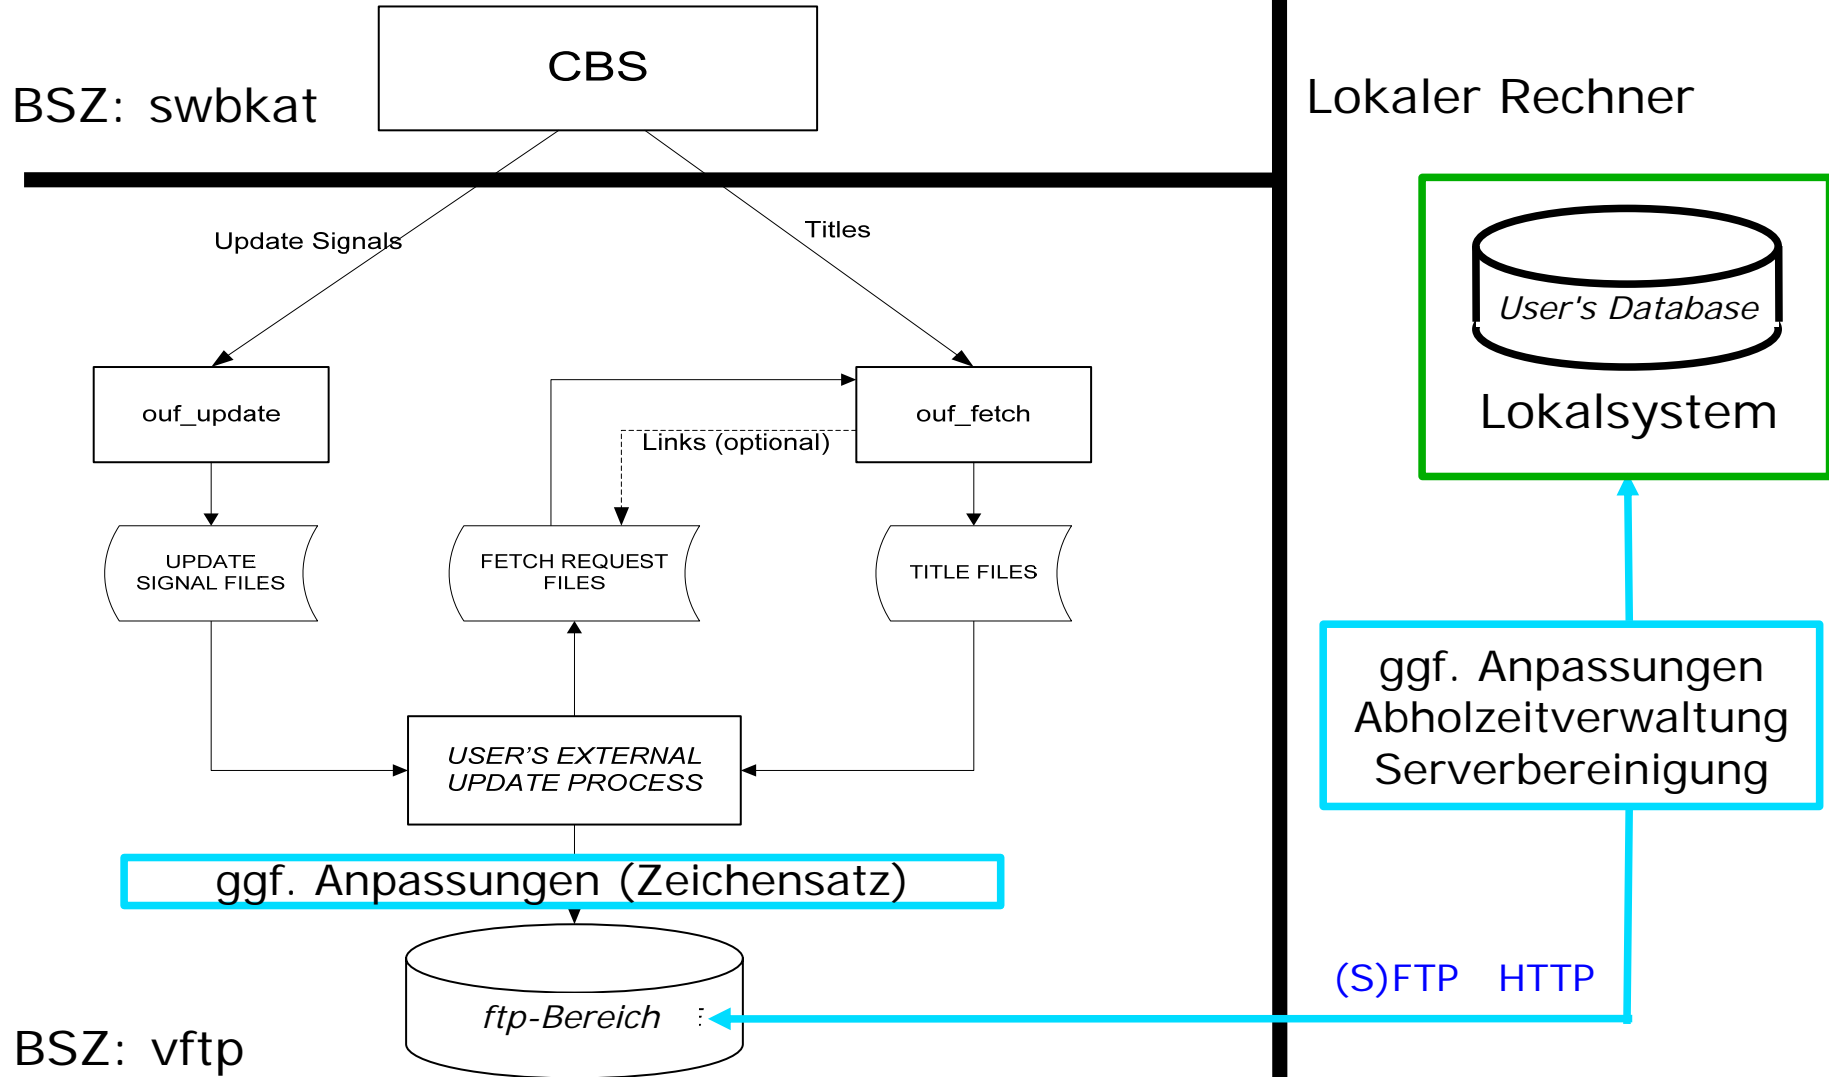 CBS
BSZ: swbkat
Lokaler Rechner
Update Signals
Titles
User's Database
Lokalsystem
ouf_update
ouf_fetch
Links (optional)
UPDATE
SIGNAL FILES
FETCH REQUEST
FILES
TITLE FILES
ggf. Anpassungen
Abholzeitverwaltung
Serverbereinigung
USER'S EXTERNAL
UPDATE PROCESS
ggf. Anpassungen (Zeichensatz)
(S)FTP HTTP
ftp-Bereich
BSZ: vftp